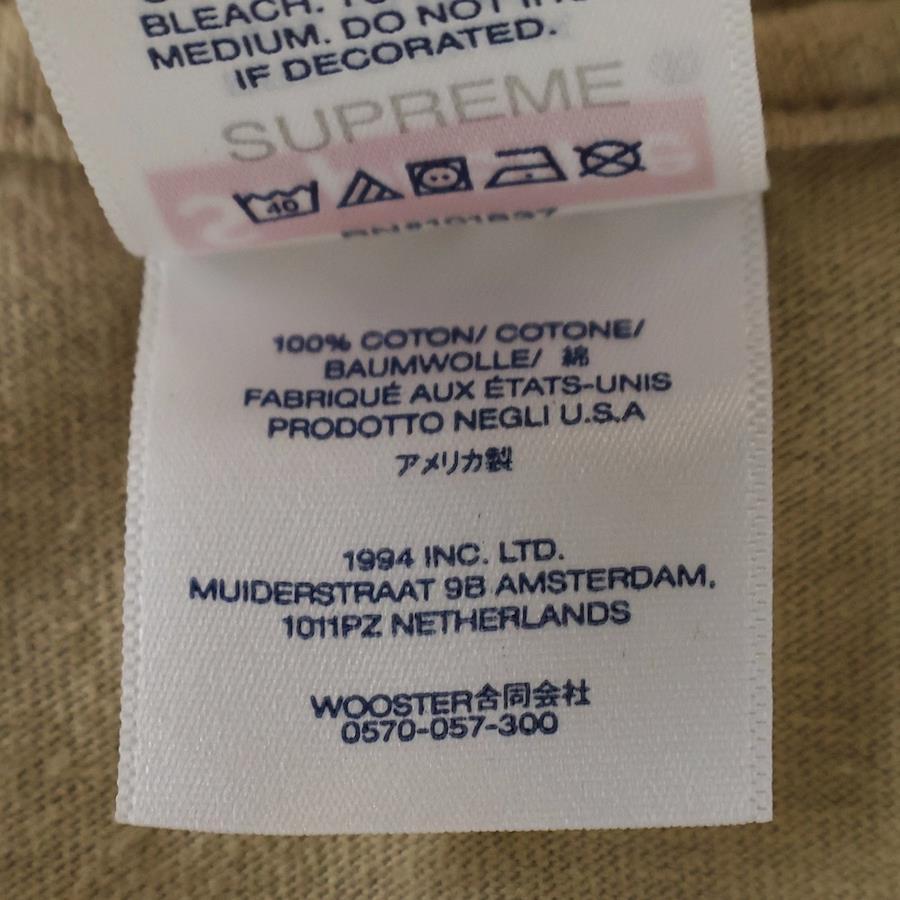 BLEACH.
MEDIUM. DO NOT
IF DECORATED.
SUPREME
40
100% COTON/ COTONE/
BAUMWOLLE/ 綿
FABRIQUÉ AUX ÉTATS-UNIS
PRODOTTO NEGLI U.S.A
アメリカ製
1994 INC. LTD.
MUIDERSTRAAT 9B AMSTERDAM,
1011PZ NETHERLANDS
WOOSTER合同会社
0570-057-300